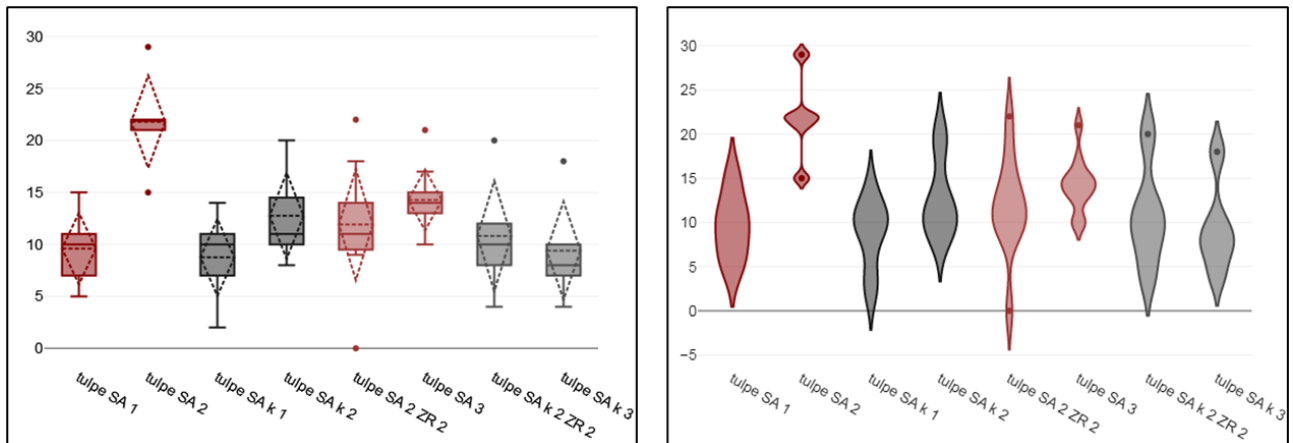 30
25
20
15
10
5
0
tulpe SA 1
tulpe SA 2
tulpe SA k 1
tulpe SA k 2
tulpe SA 2 ZR 2
tulpe SA 3
tulpe SA k 2 ZR 2
tulpe SA k 3
30
25
20
15
10
5
0
−5
tulpe SA 1
tulpe SA 2
tulpe SA k 1
tulpe SA k 2
tulpe SA 2 ZR 2
tulpe SA 3
tulpe SA k 2 ZR 2
tulpe SA k 3